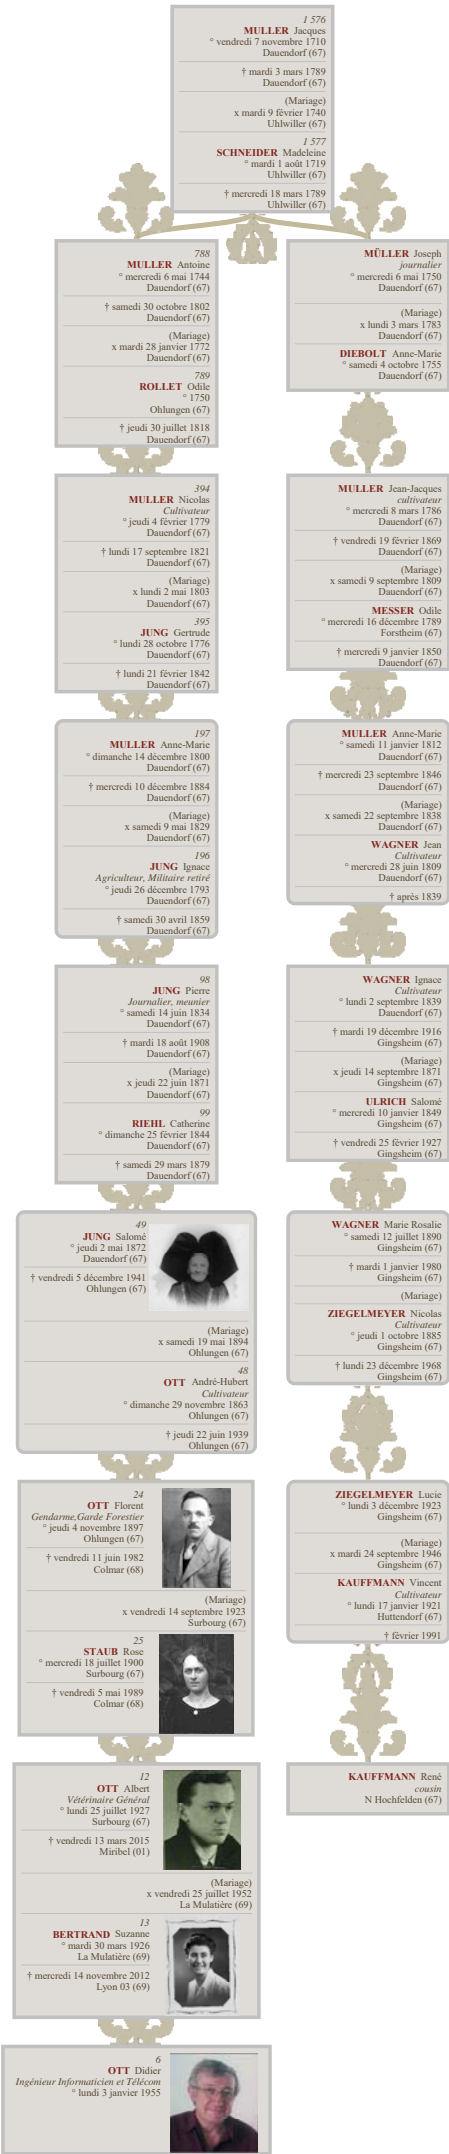 1 576
MULLER Jacques
° vendredi 7 novembre 1710
Dauendorf (67)
† mardi 3 mars 1789
Dauendorf (67)
(Mariage)
x mardi 9 février 1740
Uhlwiller (67)
1 577
SCHNEIDER Madeleine
° mardi 1 août 1719
Uhlwiller (67)
† mercredi 18 mars 1789
Uhlwiller (67)
788
MULLER Antoine
° mercredi 6 mai 1744
Dauendorf (67)
† samedi 30 octobre 1802
Dauendorf (67)
(Mariage)
x mardi 28 janvier 1772
Dauendorf (67)
789
ROLLET Odile
° 1750
Ohlungen (67)
† jeudi 30 juillet 1818
Dauendorf (67)
MÜLLER Joseph
journalier
° mercredi 6 mai 1750
Dauendorf (67)
(Mariage)
x lundi 3 mars 1783
Dauendorf (67)
DIEBOLT Anne-Marie
° samedi 4 octobre 1755
Dauendorf (67)
394
MULLER Nicolas
Cultivateur
° jeudi 4 février 1779
Dauendorf (67)
† lundi 17 septembre 1821
Dauendorf (67)
(Mariage)
x lundi 2 mai 1803
Dauendorf (67)
395
JUNG Gertrude
° lundi 28 octobre 1776
Dauendorf (67)
† lundi 21 février 1842
Dauendorf (67)
MULLER Jean-Jacques
cultivateur
° mercredi 8 mars 1786
Dauendorf (67)
† vendredi 19 février 1869
Dauendorf (67)
(Mariage)
x samedi 9 septembre 1809
Dauendorf (67)
MESSER Odile
° mercredi 16 décembre 1789
Forstheim (67)
† mercredi 9 janvier 1850
Dauendorf (67)
197
MULLER Anne-Marie
° dimanche 14 décembre 1800
Dauendorf (67)
† mercredi 10 décembre 1884
Dauendorf (67)
(Mariage)
x samedi 9 mai 1829
Dauendorf (67)
196
JUNG Ignace
Agriculteur, Militaire retiré
° jeudi 26 décembre 1793
Dauendorf (67)
† samedi 30 avril 1859
Dauendorf (67)
MULLER Anne-Marie
° samedi 11 janvier 1812
Dauendorf (67)
† mercredi 23 septembre 1846
Dauendorf (67)
(Mariage)
x samedi 22 septembre 1838
Dauendorf (67)
WAGNER Jean
Cultivateur
° mercredi 28 juin 1809
Dauendorf (67)
† après 1839
98
JUNG Pierre
Journalier, meunier
° samedi 14 juin 1834
Dauendorf (67)
† mardi 18 août 1908
Dauendorf (67)
(Mariage)
x jeudi 22 juin 1871
Dauendorf (67)
99
RIEHL Catherine
° dimanche 25 février 1844
Dauendorf (67)
† samedi 29 mars 1879
Dauendorf (67)
WAGNER Ignace
Cultivateur
° lundi 2 septembre 1839
Dauendorf (67)
† mardi 19 décembre 1916
Gingsheim (67)
(Mariage)
x jeudi 14 septembre 1871
Gingsheim (67)
ULRICH Salomé
° mercredi 10 janvier 1849
Gingsheim (67)
† vendredi 25 février 1927
Gingsheim (67)
49
JUNG Salomé
° jeudi 2 mai 1872
Dauendorf (67)
† vendredi 5 décembre 1941
Ohlungen (67)
(Mariage)
x samedi 19 mai 1894
Ohlungen (67)
48
OTT André-Hubert
Cultivateur
° dimanche 29 novembre 1863
Ohlungen (67)
† jeudi 22 juin 1939
Ohlungen (67)
WAGNER Marie Rosalie
° samedi 12 juillet 1890
Gingsheim (67)
† mardi 1 janvier 1980
Gingsheim (67)
(Mariage)
ZIEGELMEYER Nicolas
Cultivateur
° jeudi 1 octobre 1885
Gingsheim (67)
† lundi 23 décembre 1968
Gingsheim (67)
24
OTT Florent
Gendarme,Garde Forestier
° jeudi 4 novembre 1897
Ohlungen (67)
† vendredi 11 juin 1982
Colmar (68)
(Mariage)
x vendredi 14 septembre 1923
Surbourg (67)
25
STAUB Rose
° mercredi 18 juillet 1900
Surbourg (67)
† vendredi 5 mai 1989
Colmar (68)
ZIEGELMEYER Lucie
° lundi 3 décembre 1923
Gingsheim (67)
(Mariage)
x mardi 24 septembre 1946
Gingsheim (67)
KAUFFMANN Vincent
Cultivateur
° lundi 17 janvier 1921
Huttendorf (67)
† février 1991
12
OTT Albert
Vétérinaire Général
° lundi 25 juillet 1927
Surbourg (67)
† vendredi 13 mars 2015
Miribel (01)
(Mariage)
x vendredi 25 juillet 1952
La Mulatière (69)
13
BERTRAND Suzanne
° mardi 30 mars 1926
La Mulatière (69)
† mercredi 14 novembre 2012
Lyon 03 (69)
KAUFFMANN René
cousin
N Hochfelden (67)
6
OTT Didier
Ingénieur Informaticien et Télécom
° lundi 3 janvier 1955